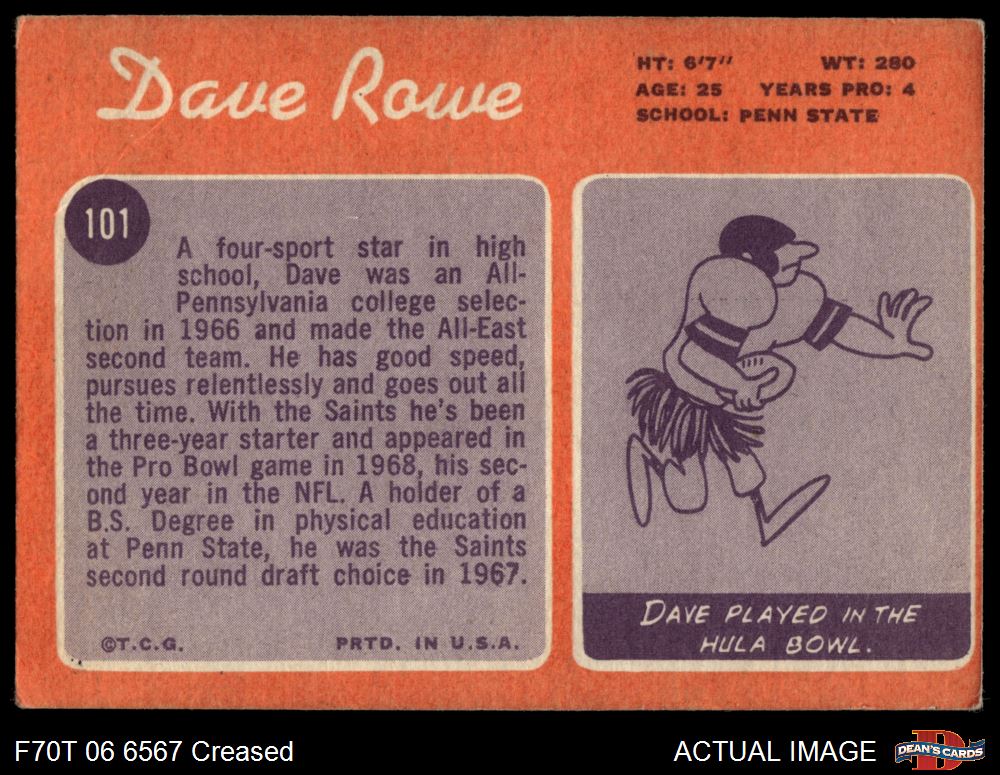 Dave Rowe
HT: 6'7" WT: 280
AGE: 25 YEARS PRO: 4
SCHOOL: PENN STATE
101
A four-sport star in high
school, Dave was an All-
Pennsylvania college selec-
tion in 1966 and made the All-East
second team. He has good speed,
pursues relentlessly and goes out all
the time. With the Saints he's been
a three-year starter and appeared in
the Pro Bowl game in 1968, his sec-
ond year in the NFL. A holder of a
B.S. Degree in physical education
at Penn State, he was the Saints
second round draft choice in 1967.
©T.C.G. PRTD. IN U.S.A.
DAVE PLAYED IN THE
HULA BOWL.
F70T 06 6567 Creased
ACTUAL IMAGE
DEAN'S CARDS